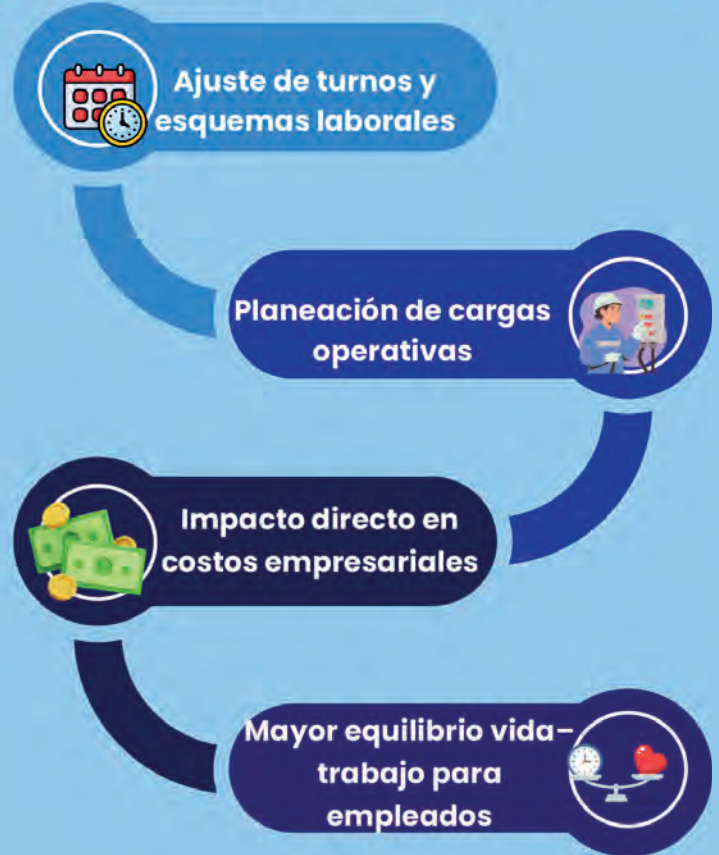 Ajuste de turnos y
esquemas laborales
Planeación de cargas
operativas
Impacto directo en
costos empresariales
Mayor equilibrio vida–
trabajo para
empleados